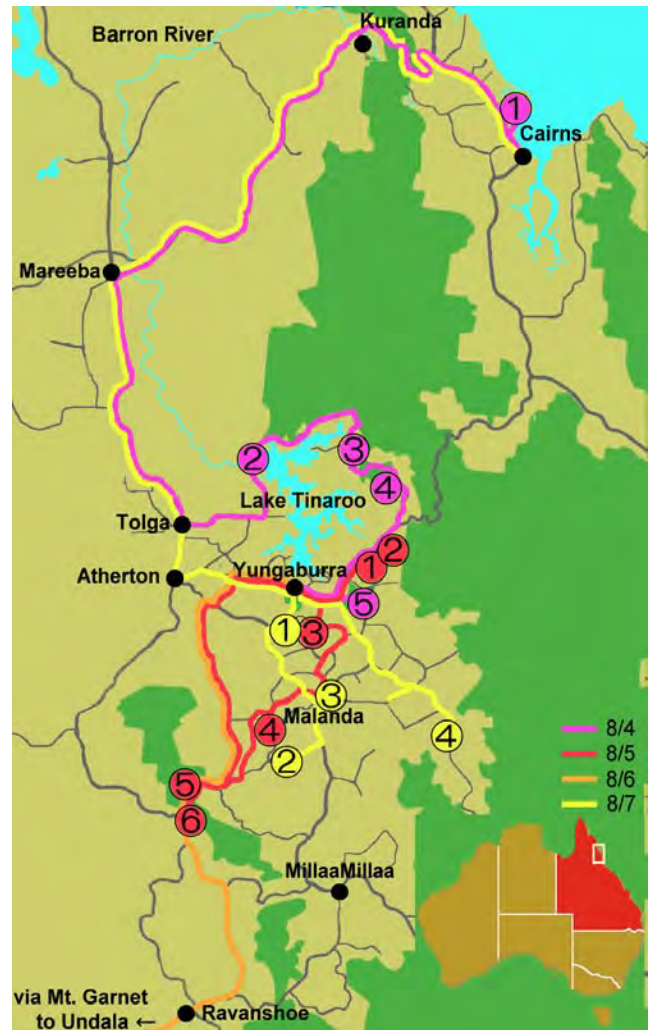 Kuranda
Barron River
1
Cairns
Mareeba
2
3
4
Lake Tinaroo
Tolga
2
1
Atherton
Yungaburra
5
1
3
3
Malanda
4
4
2
5
6
8/4
8/5
8/6
8/7
MillaaMillaa
via Mt. Garnet
to Undala ←
Ravanshoe